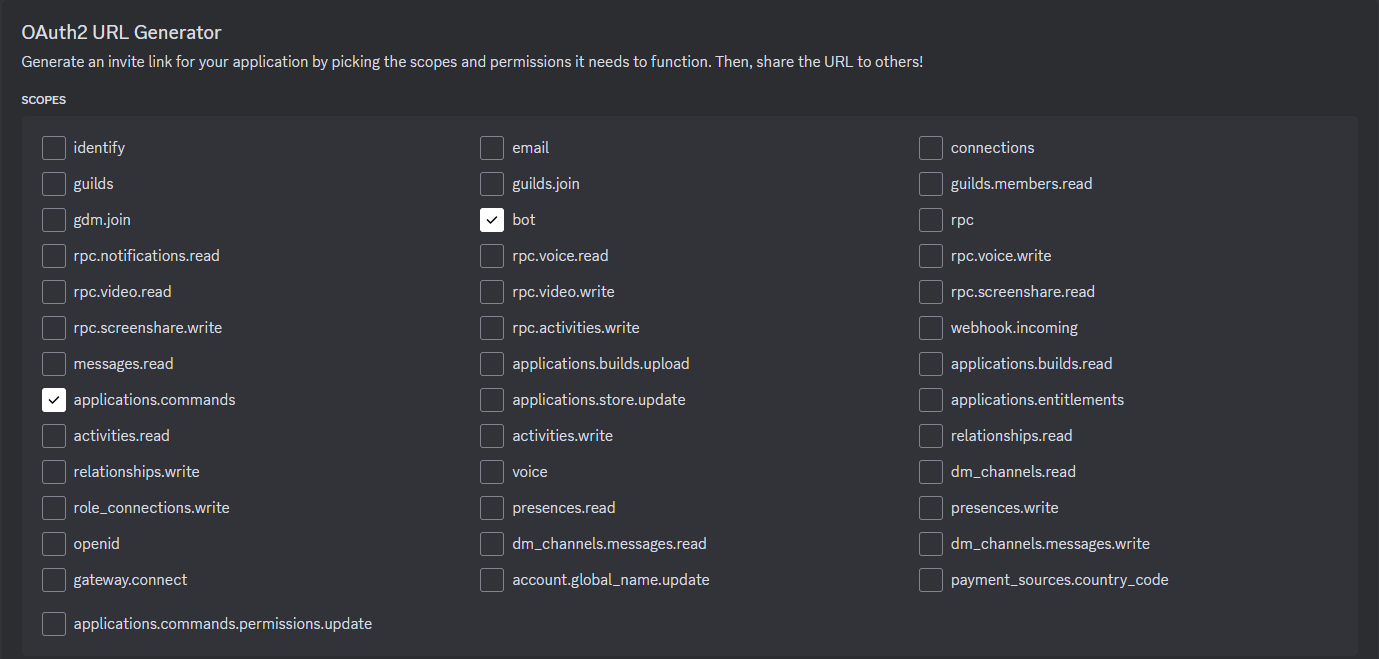 OAuth2 URL Generator
Generate an invite link for your application by picking the scopes and permissions it needs to function. Then, share the URL to others!
SCOPES
identify email connections
guilds guilds.join guilds.members.read
gdm.join bot rpc
rpc.notifications.read rpc.voice.read rpc.voice.write
rpc.video.read rpc.video.write rpc.screenshare.read
rpc.screenshare.write rpc.activities.write webhook.incoming
messages.read applications.builds.upload applications.builds.read
applications.commands applications.store.update applications.entitlements
activities.read activities.write relationships.read
relationships.write voice dm_channels.read
role_connections.write presences.read presences.write
openid dm_channels.messages.read dm_channels.messages.write
gateway.connect account.global_name.update payment_sources.country_code
applications.commands.permissions.update